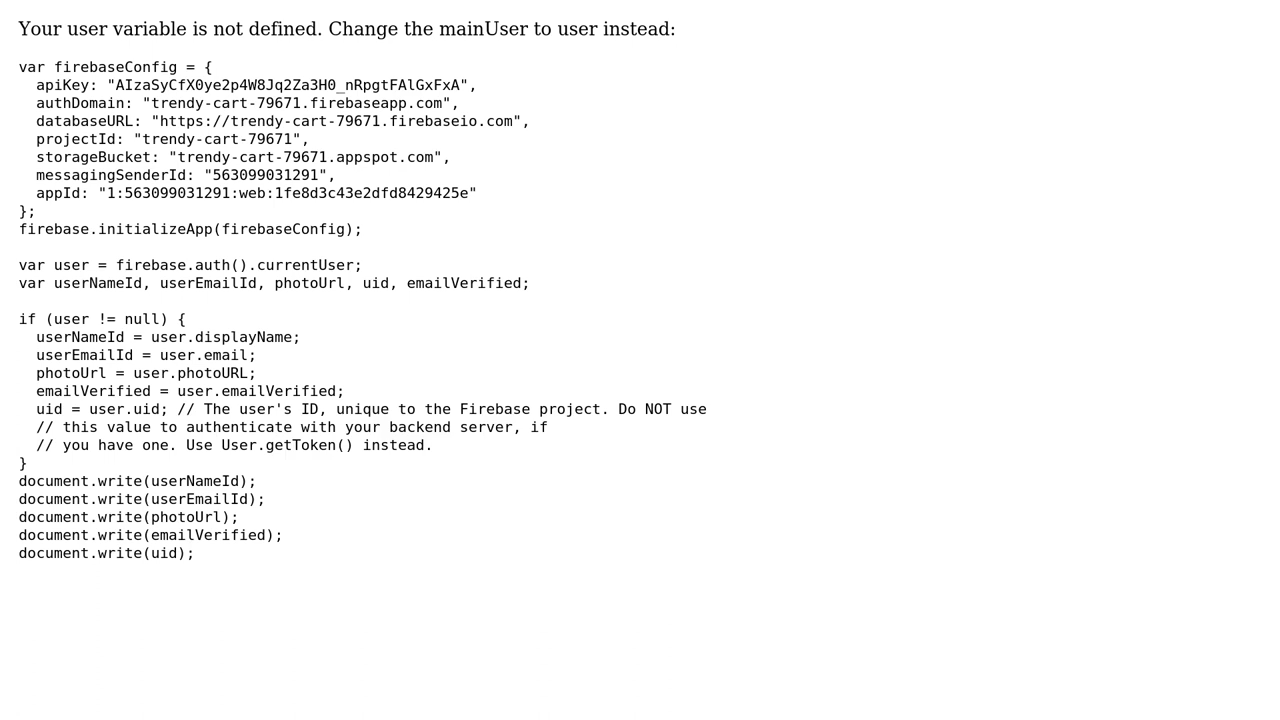 Your user variable is not defined. Change the mainUser to user instead:
var firebaseConfig = {
  apiKey: "AIzaSyCfX0ye2p4W8Jq2Za3H0_nRpgtFAlGxFxA",
  authDomain: "trendy-cart-79671.firebaseapp.com",
  databaseURL: "https://trendy-cart-79671.firebaseio.com",
  projectId: "trendy-cart-79671",
  storageBucket: "trendy-cart-79671.appspot.com",
  messagingSenderId: "563099031291",
  appId: "1:563099031291:web:1fe8d3c43e2dfd8429425e"
};
firebase.initializeApp(firebaseConfig);

var user = firebase.auth().currentUser;
var userNameId, userEmailId, photoUrl, uid, emailVerified;

if (user != null) {
  userNameId = user.displayName;
  userEmailId = user.email;
  photoUrl = user.photoURL;
  emailVerified = user.emailVerified;
  uid = user.uid; // The user's ID, unique to the Firebase project. Do NOT use
  // this value to authenticate with your backend server, if
  // you have one. Use User.getToken() instead.
}
document.write(userNameId);
document.write(userEmailId);
document.write(photoUrl);
document.write(emailVerified);
document.write(uid);